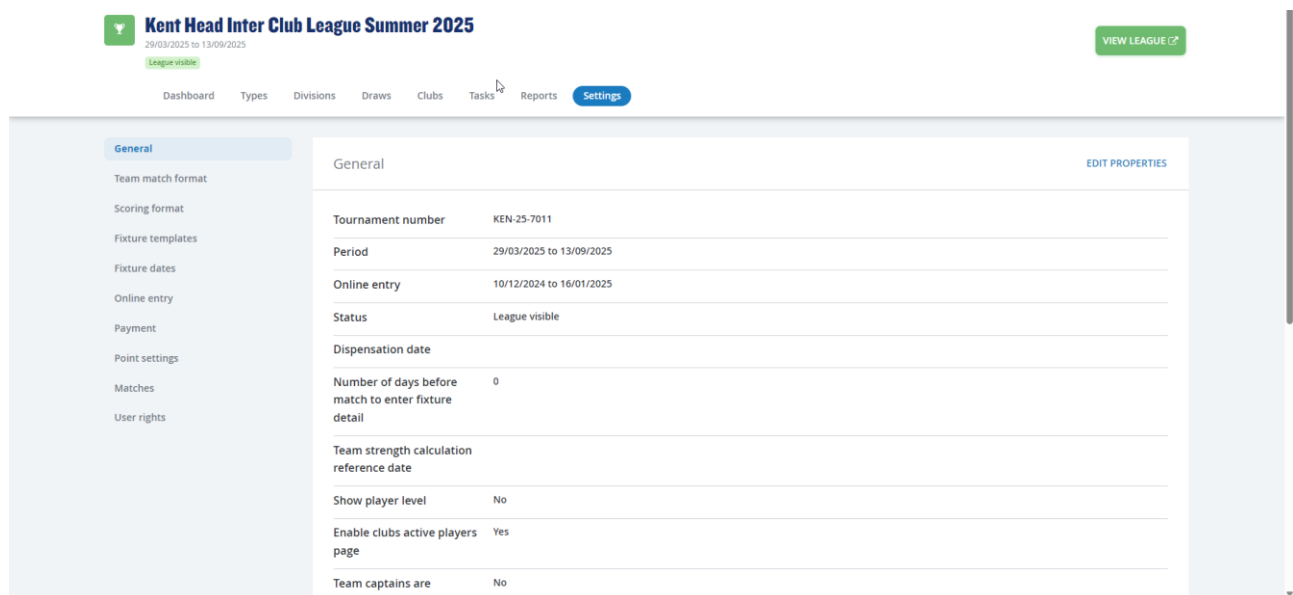 Kent Head Inter Club League Summer 2025
29/03/2025 to 13/09/2025
League visible
VIEW LEAGUE
Dashboard Types Divisions Draws Clubs Tasks Reports Settings
General
Team match format
Scoring format
Fixture templates
Fixture dates
Online entry
Payment
Point settings
Matches
User rights
General
EDIT PROPERTIES
Tournament number KEN-25-7011
Period 29/03/2025 to 13/09/2025
Online entry 10/12/2024 to 16/01/2025
Status League visible
Dispensation date
Number of days before 0
match to enter fixture
detail
Team strength calculation
reference date
Show player level No
Enable clubs active players Yes
page
Team captains are No